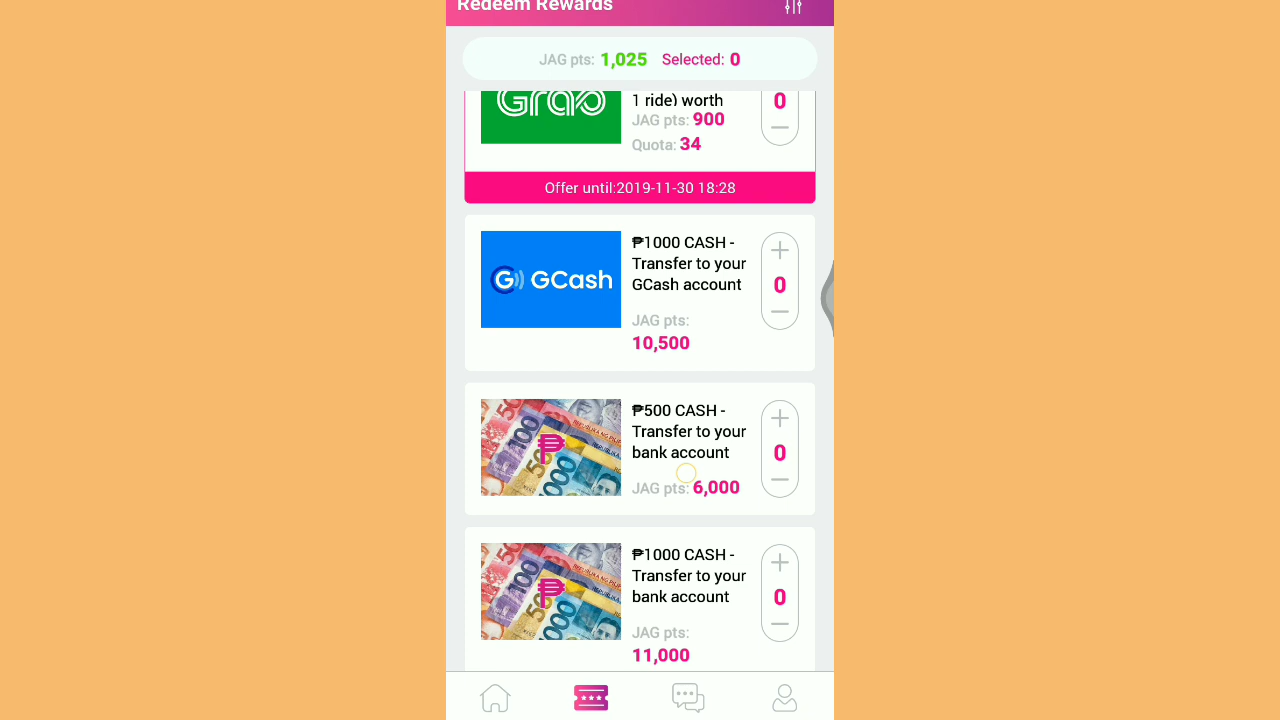 Redeem Rewards
JAG pts: 1,025 Selected: 0
Grab
1 ride) worth
JAG pts: 900
Quota: 34
0
Offer until:2019-11-30 18:28
GCash
₱1000 CASH -
Transfer to your
GCash account
JAG pts:
10,500
0
₱500 CASH -
Transfer to your
bank account
JAG pts: 6,000
0
₱1000 CASH -
Transfer to your
bank account
JAG pts:
11,000
0